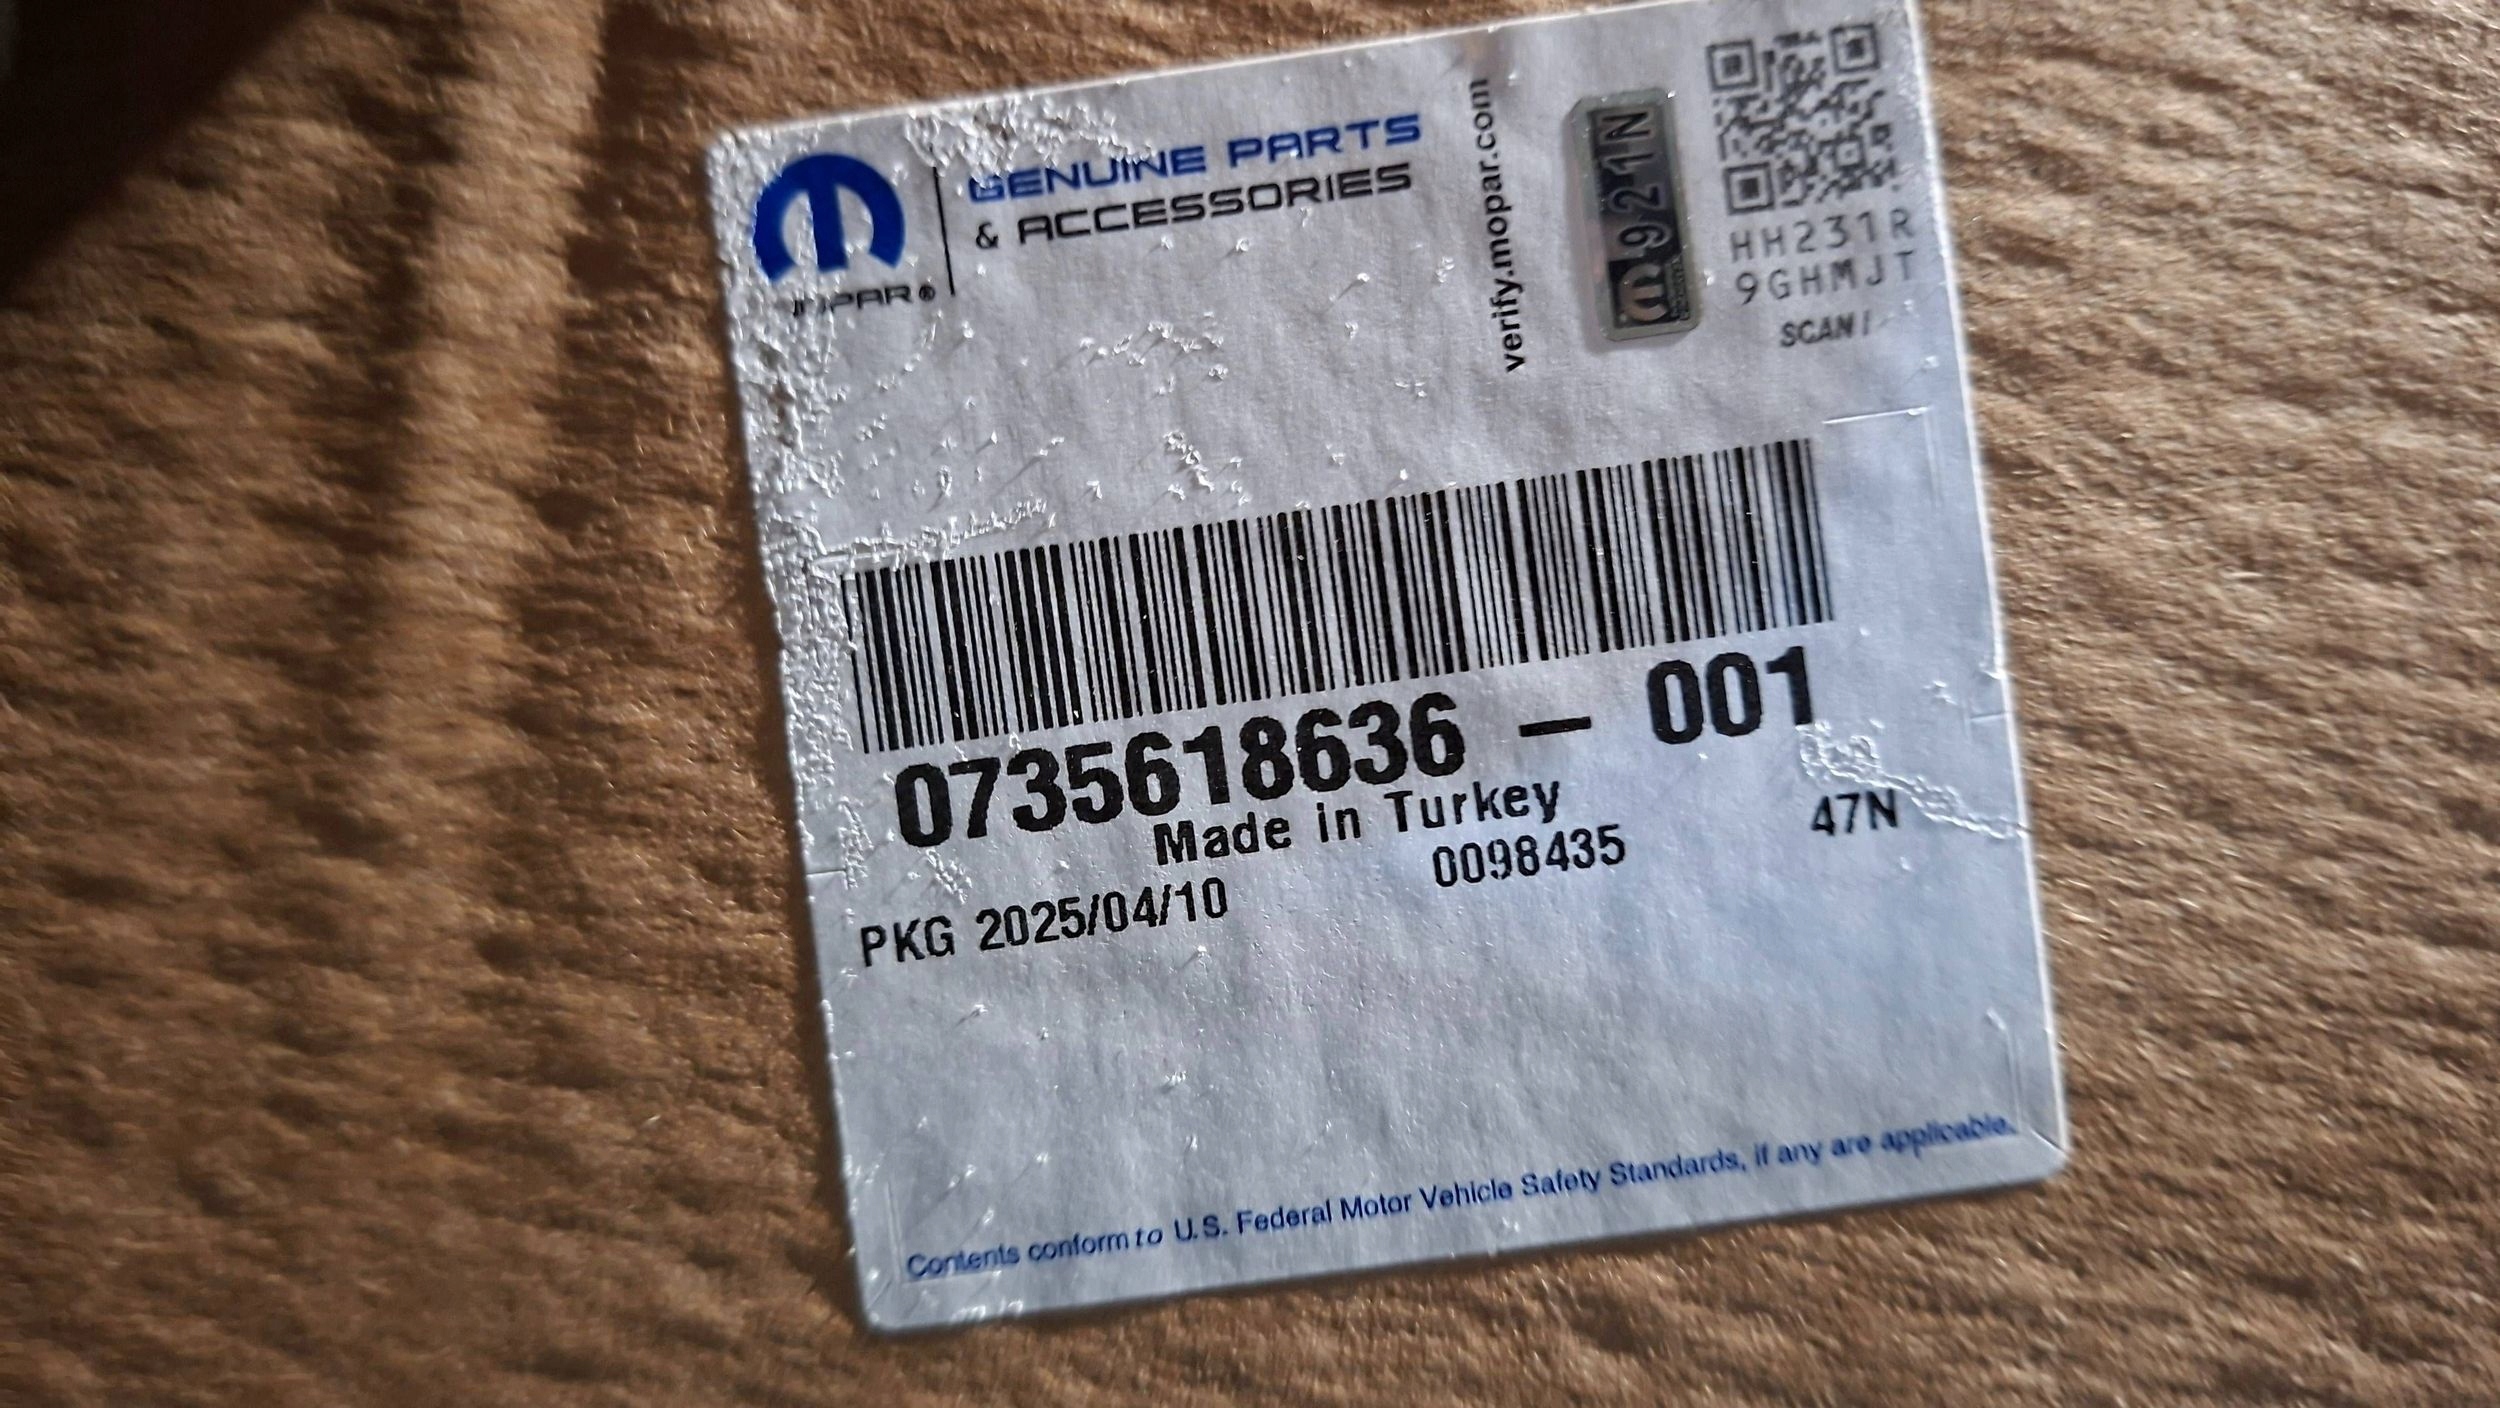 GENUINE PARTS
& ACCESSORIES
MOPAR®
verify.mopar.com
921N
HH231R
9GHMJT
SCAN /
0735618636 – 001
Made in Turkey
PKG 2025/04/10 0098435 47N
Contents conform to U.S. Federal Motor Vehicle Safety Standards, if any are applicable.